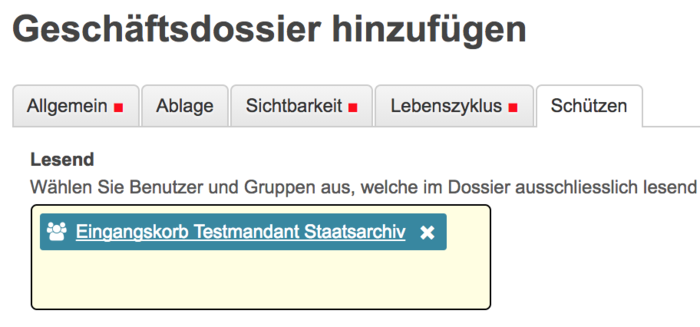 Geschäftsdossier hinzufügen
Allgemein Ablage Sichtbarkeit Lebenszyklus Schützen
Lesend
Wählen Sie Benutzer und Gruppen aus, welche im Dossier ausschliesslich lesend
Eingangskorb Testmandant Staatsarchiv